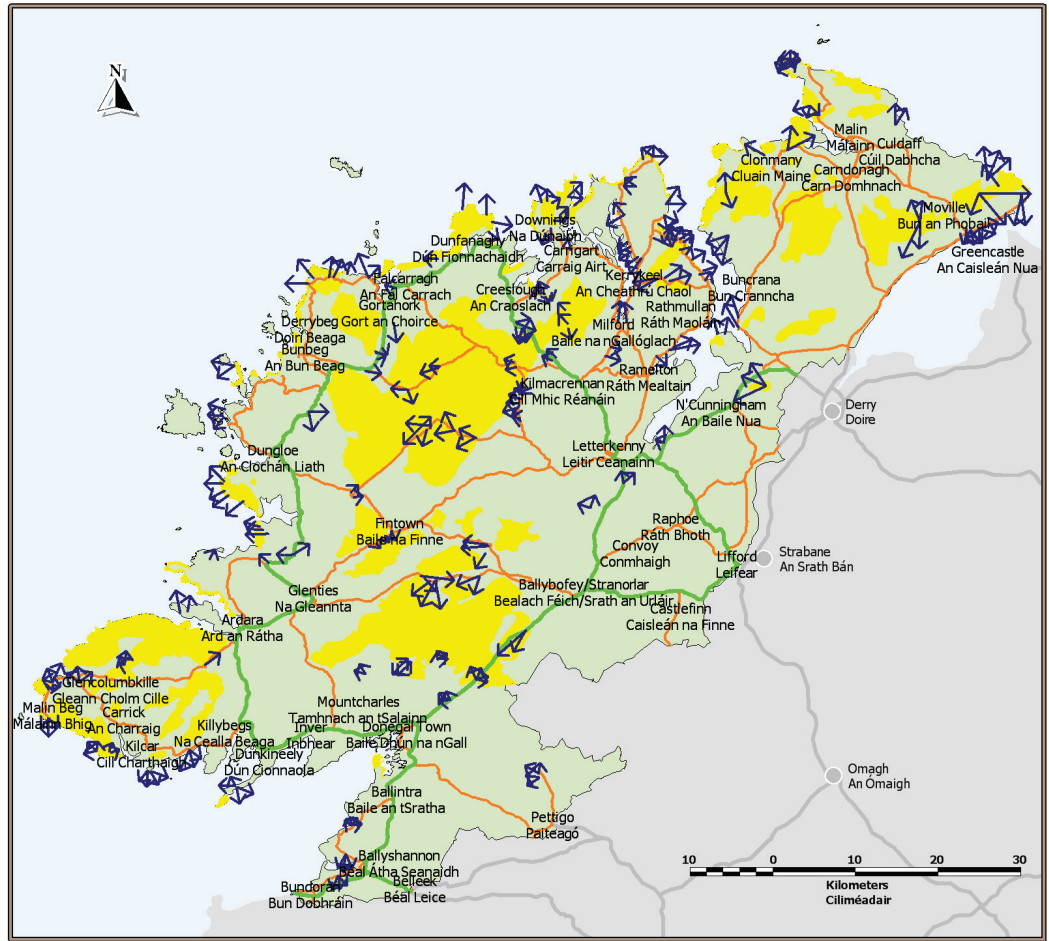 N
Malin
Málainn
Culdaff
Cúil Dabhcha
Clonmany
Cluain Maine
Carndonagh
Carn Domhnach
Moville
Bun an Phobail
Greencastle
An Caisleán Nua
Downings
Na Dúnaibh
Dunfanaghy
Dún Fionnachaidh
Carrigart
Carraig Airt
Falcarragh
An Fál Carrach
Creeslough
An Craoslach
Kerrykeel
An Cheathrú Chaol
Buncrana
Bun Cranncha
Rathmullan
Ráth Maoláin
Gortahork
Gort an Choirce
Derrybeg
Doirí Beaga
Bunbeg
An Bun Beag
Milford
Baile na nGallóglach
Ramelton
Ráth Mealtain
Kilmacrennan
Cill Mhic Réanáin
N'Cunningham
An Baile Nua
Derry
Doire
Letterkenny
Leitir Ceanainn
Dungloe
An Clochán Liath
Fintown
Baile na Finne
Raphoe
Ráth Bhoth
Convoy
Conmhaigh
Lifford
Leifear
Strabane
An Srath Bán
Ballybofey/Stranorlar
Bealach Féich/Srath an Urláir
Castlefinn
Caisleán na Finne
Glenties
Na Gleannta
Ardara
Ard an Rátha
Glencolumbkille
Gleann Cholm Cille
Malin Beg
Málainn Bhig
Carrick
An Charraig
Kilcar
Cill Charthaigh
Killybegs
Na Cealla Beaga
Mountcharles
Tamhnach an tSalainn
Inver
Inbhear
Donegal Town
Baile Dhún na nGall
Dunkineely
Dún Cionnaola
Ballintra
Baile an tSratha
Pettigo
Paiteagó
Omagh
An Ómaigh
Ballyshannon
Béal Átha Seanaidh
Belleek
Béal Leice
Bundoran
Bun Dobhráin
10 0 10 20 30
Kilometers
Ciliméadair